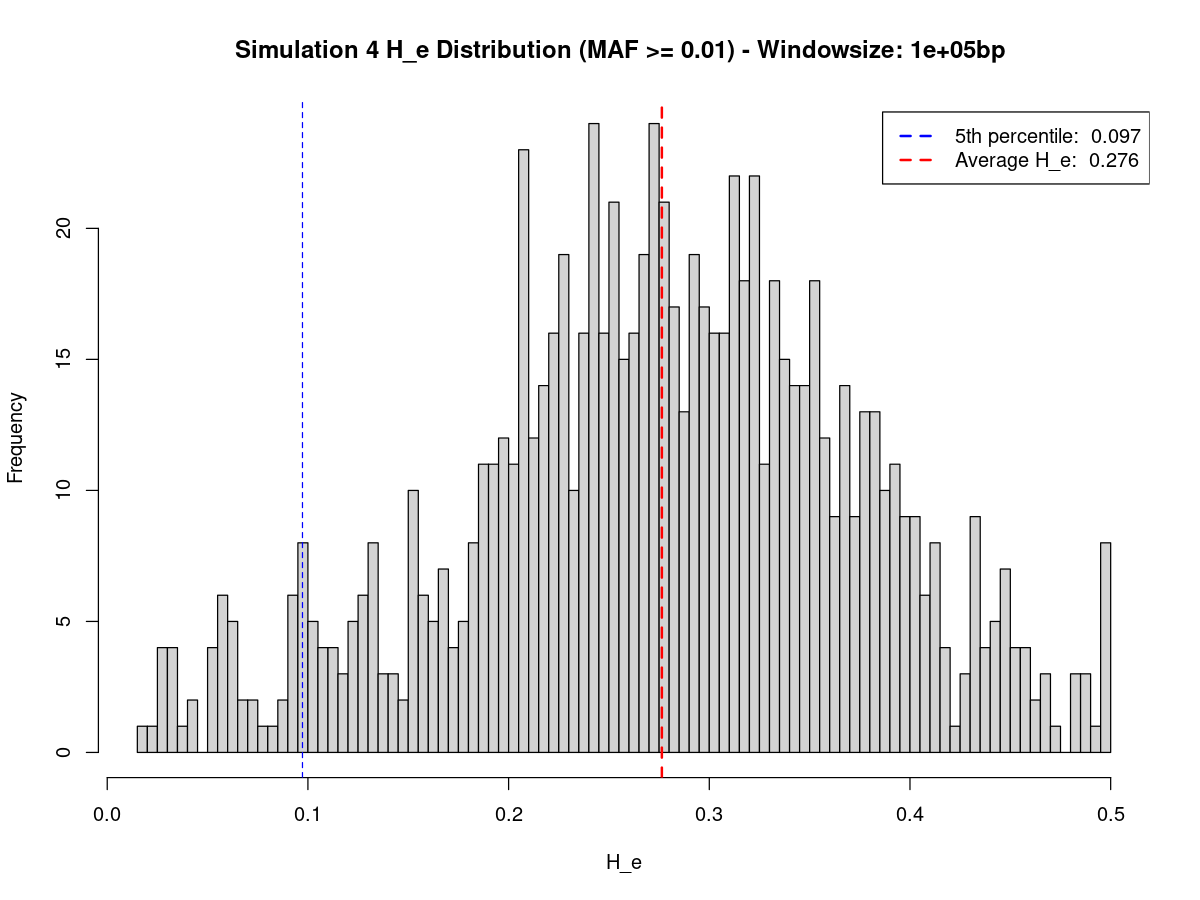 Simulation 4 H_e Distribution (MAF >= 0.01) - Windowsize: 1e+05bp
5th percentile: 0.097
Average H_e: 0.276
Frequency
20
15
10
5
0
0.0 0.1 0.2 0.3 0.4 0.5
H_e